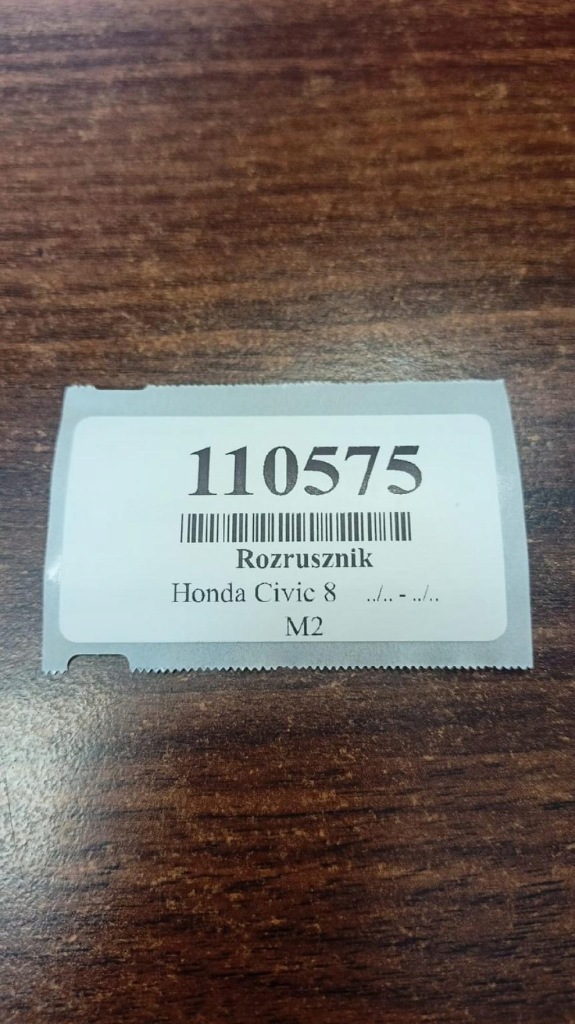 110575
Rozrusznik
Honda Civic 8 ../.. - ../..
M2